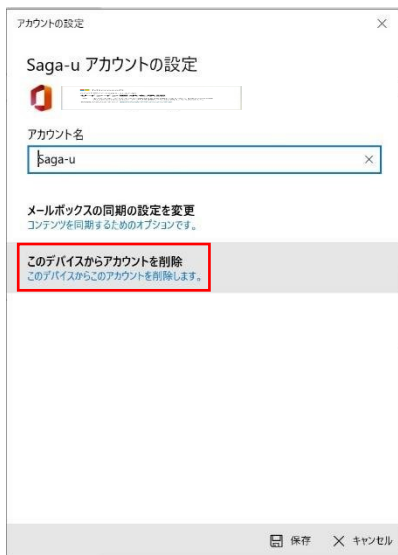 アカウントの設定
Saga-u アカウントの設定
アカウント名
Saga-u
メールボックスの同期の設定を変更
コンテンツを同期するためのオプションです。
このデバイスからアカウントを削除
このデバイスからこのアカウントを削除します。
保存 キャンセル